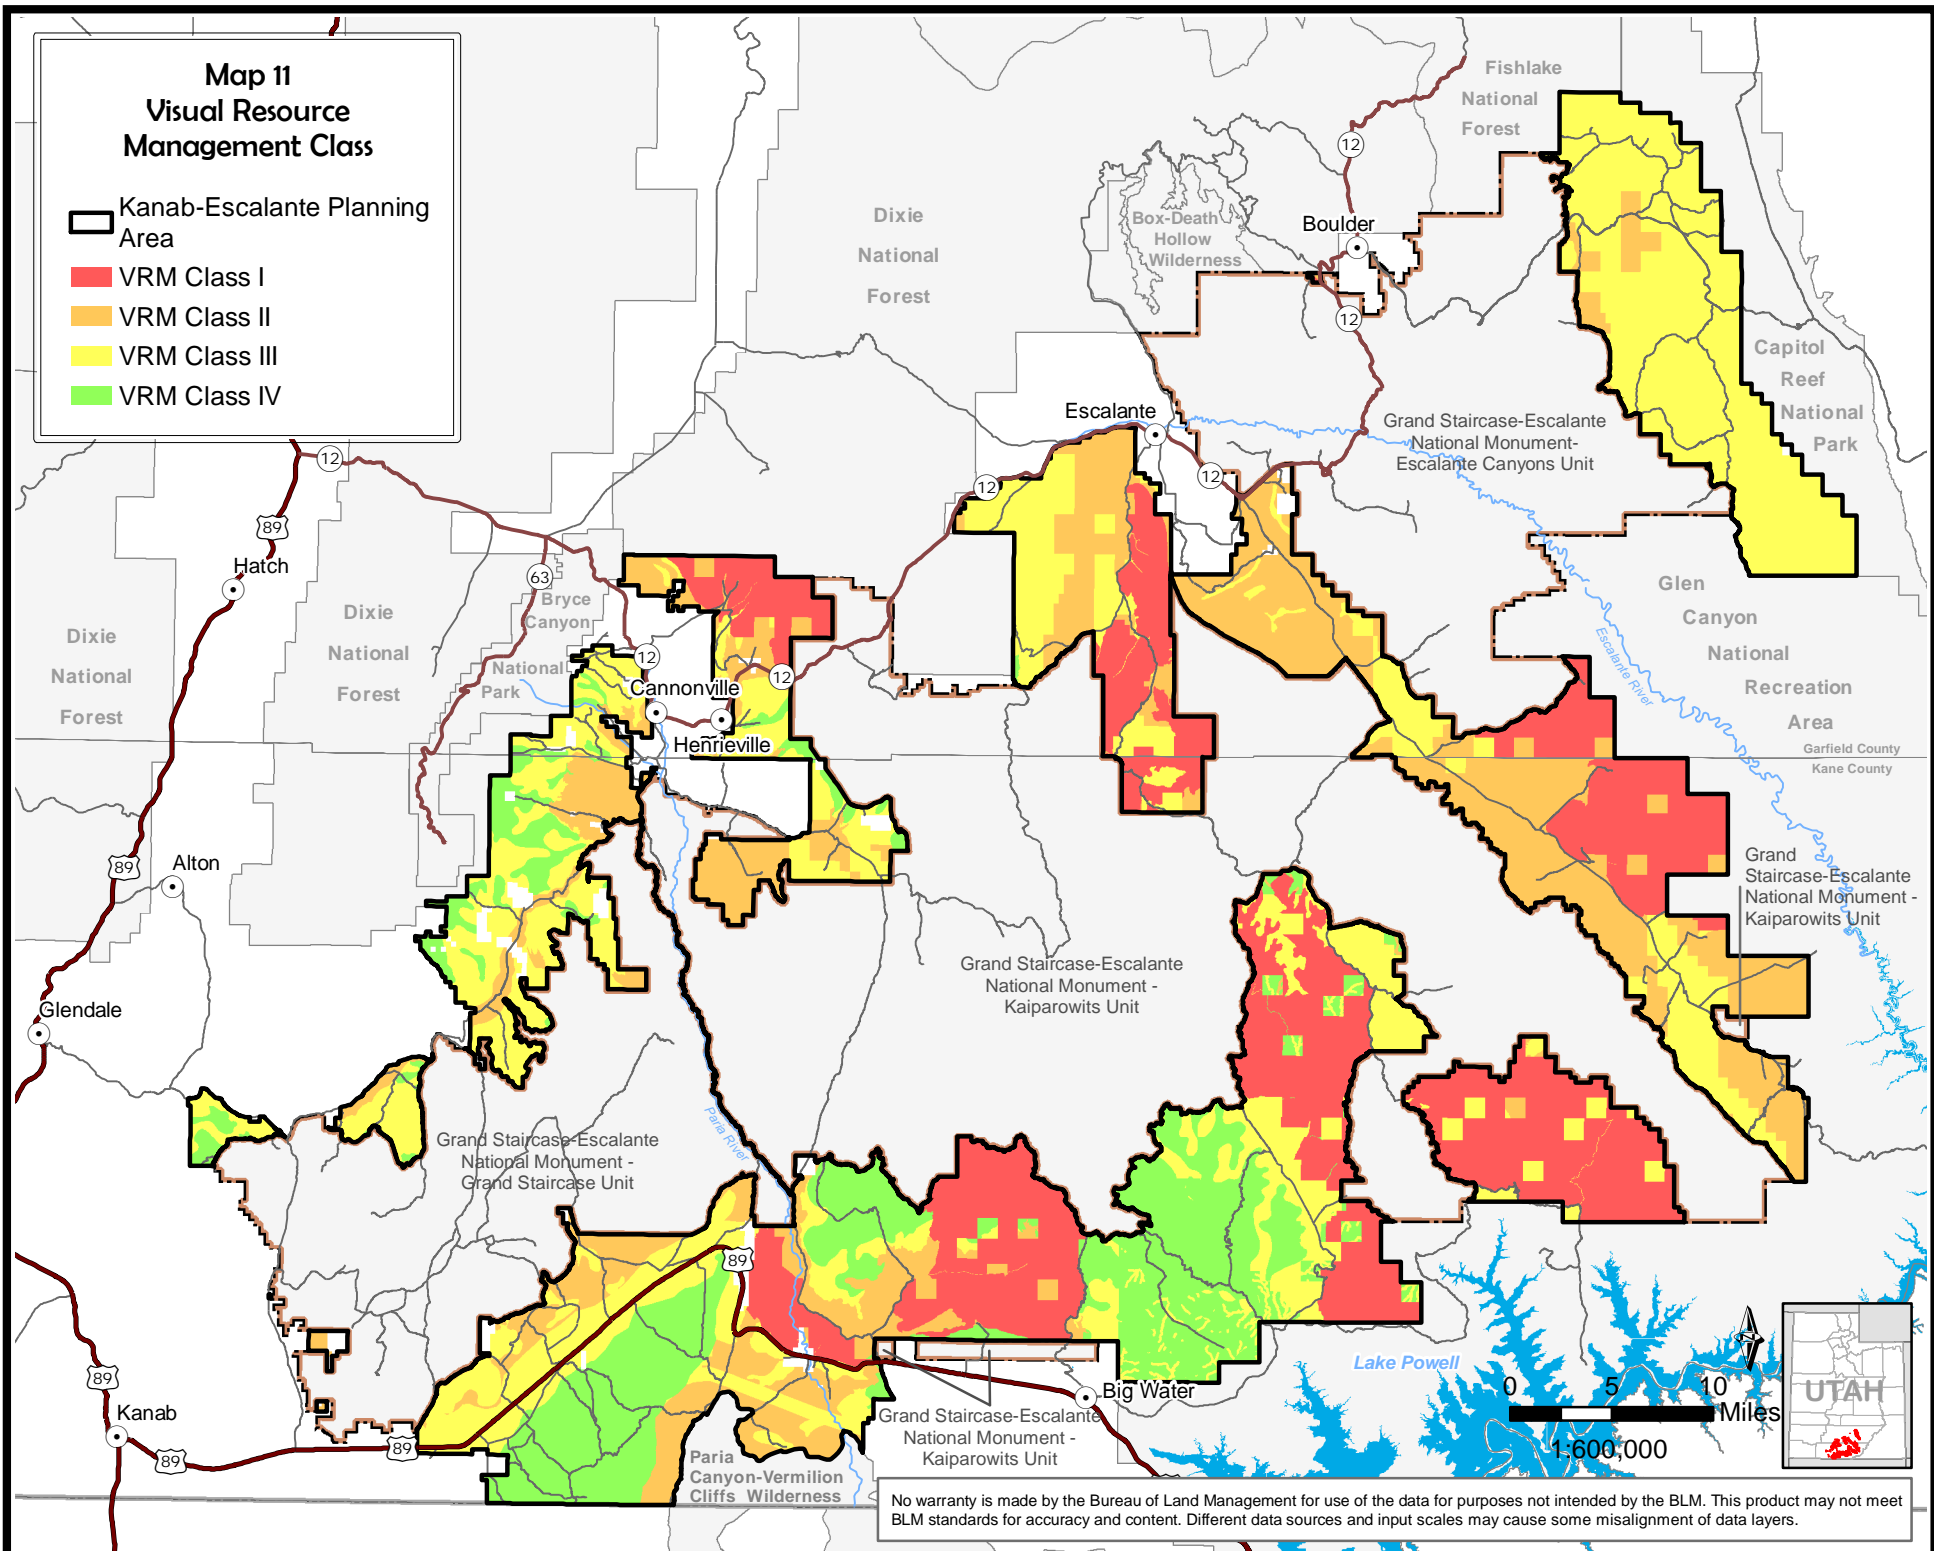 Map 11
Visual Resource
Management Class
Kanab-Escalante Planning
Area
VRM Class I
VRM Class II
VRM Class III
VRM Class IV
Fishlake
National
Forest
12
Boulder
Box-Death
Hollow
Wilderness
Dixie
National
Forest
12
Capitol
Reef
National
Park
Escalante
Grand Staircase-Escalante
National Monument-
Escalante Canyons Unit
12
12
12
89
Hatch
63
Bryce
Canyon
National
Park
Dixie
National
Forest
Dixie
National
Forest
12
Cannonville
12
Henrieville
Glen
Canyon
National
Recreation
Area
Escalante River
Garfield County
Kane County
89
Alton
Grand
Staircase-Escalante
National Monument -
Kaiparowits Unit
Grand Staircase-Escalante
National Monument -
Kaiparowits Unit
Glendale
Paria River
Grand Staircase-Escalante
National Monument -
Grand Staircase Unit
89
89
Kanab
89
89
Big Water
Lake Powell
Grand Staircase-Escalante
National Monument -
Kaiparowits Unit
Paria
Canyon-Vermilion
Cliffs Wilderness
0 5 10
Miles
1:600,000
N
UTAH
No warranty is made by the Bureau of Land Management for use of the data for purposes not intended by the BLM. This product may not meet
BLM standards for accuracy and content. Different data sources and input scales may cause some misalignment of data layers.